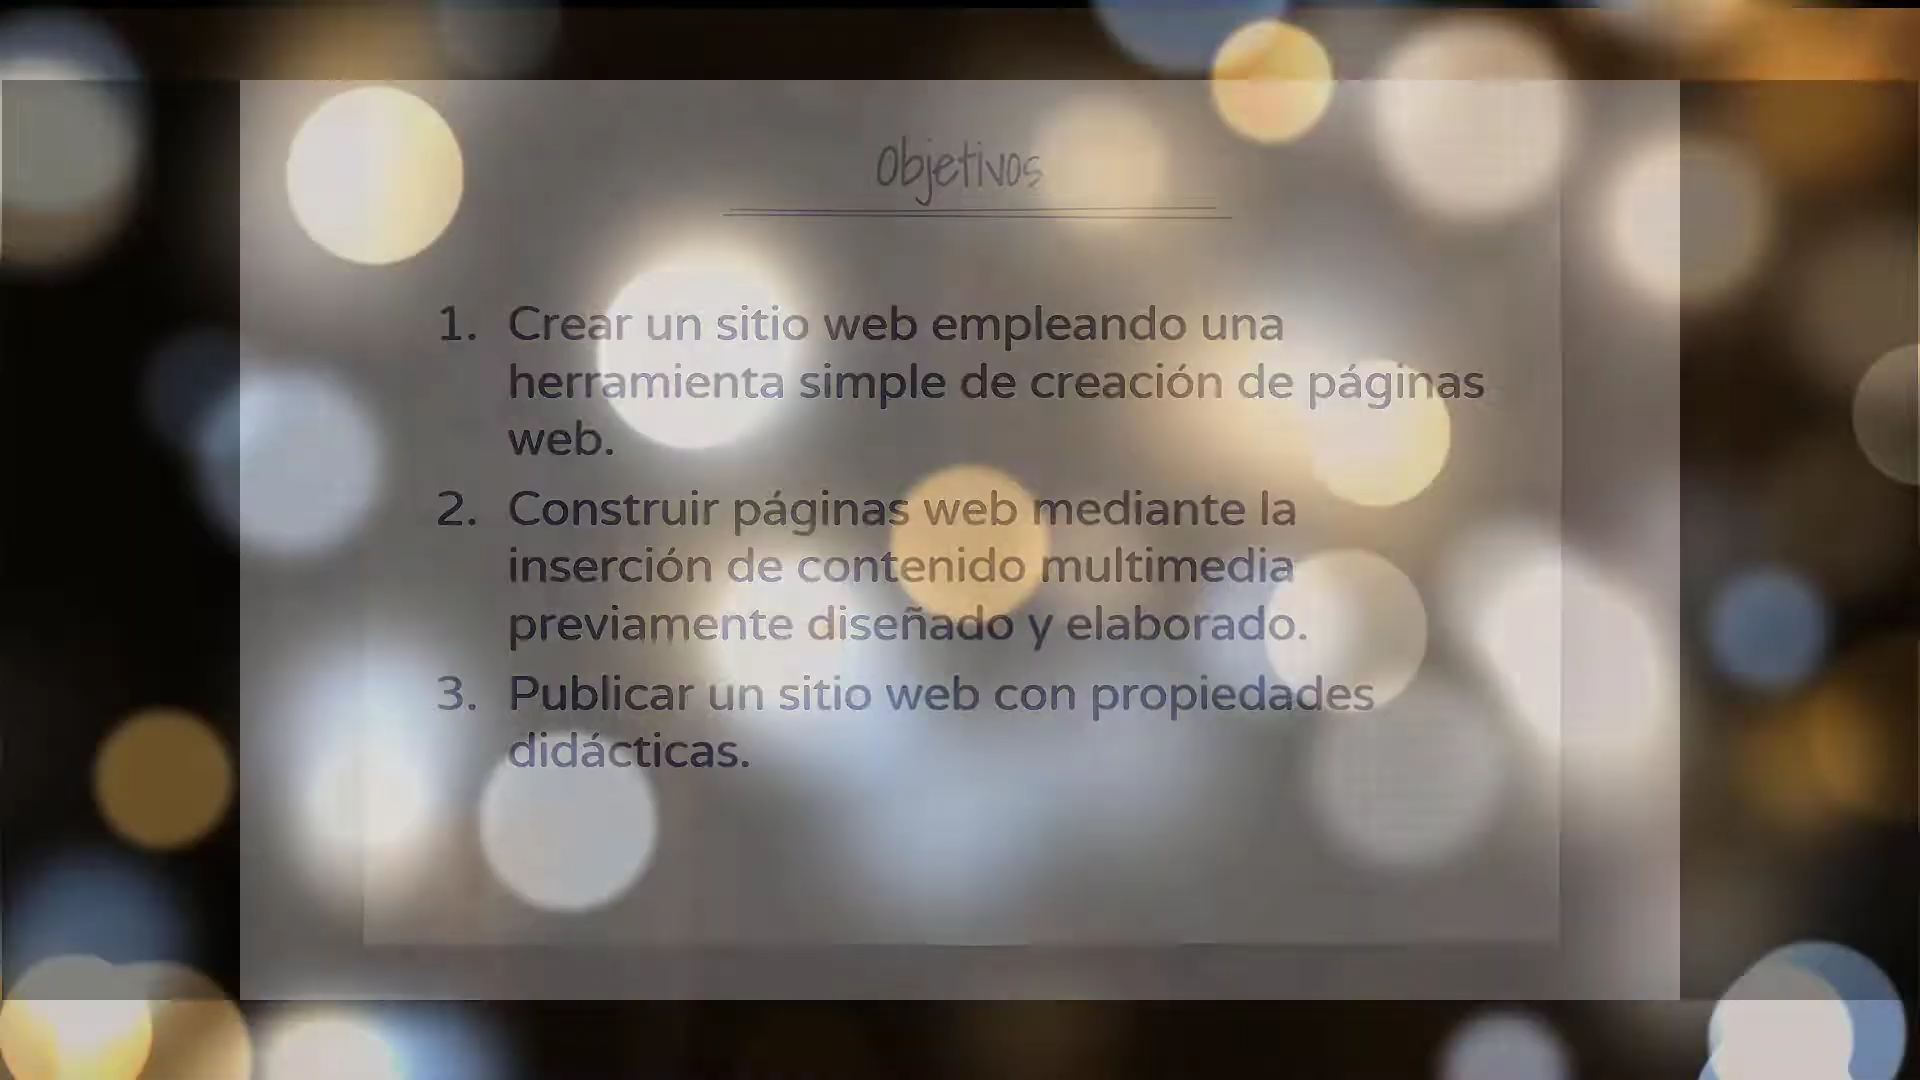 Objetivos
1. Crear un sitio web empleando una
herramienta simple de creación de páginas
web.
2. Construir páginas web mediante la
inserción de contenido multimedia
previamente diseñado y elaborado.
3. Publicar un sitio web con propiedades
didácticas.